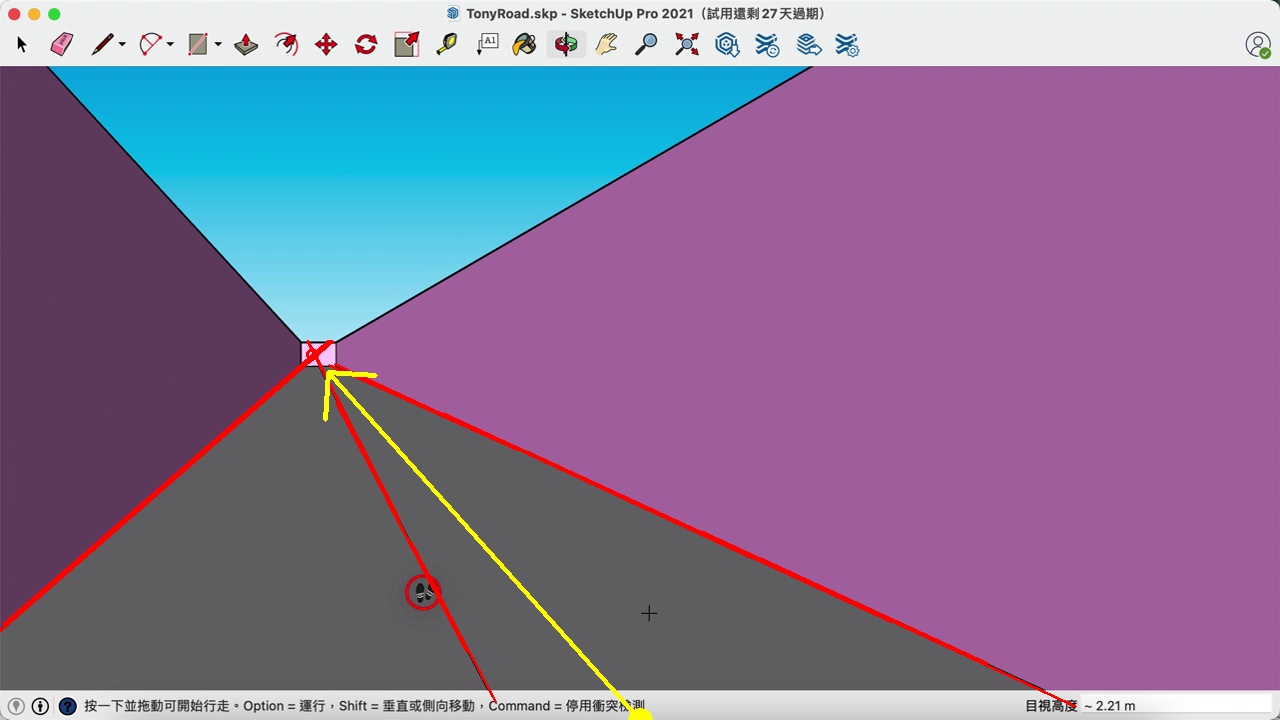 TonyRoad.skp - SketchUp Pro 2021（試用還剩 27 天過期）
A1
按一下並拖動可開始行走。Option = 運行，Shift = 垂直或側向移動，Command = 停用衝突檢測
目視高度 ~ 2.21 m